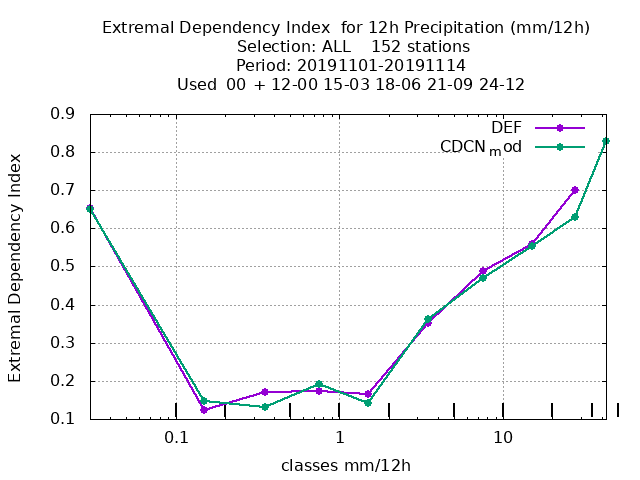 Extremal Dependency Index  for 12h Precipitation (mm/12h)
Selection: ALL    152 stations
Period: 20191101-20191114
Used  00 + 12-00 15-03 18-06 21-09 24-12
0.9
0.8
0.7
0.6
0.5
0.4
0.3
0.2
0.1
Extremal Dependency Index
DEF
CDCNmod
0.1
1
10
classes mm/12h